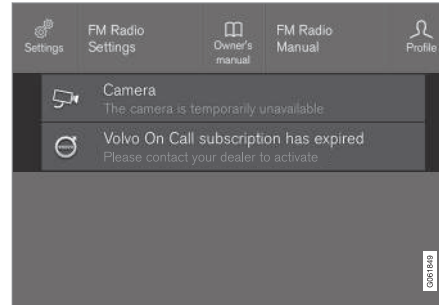 Settings
FM Radio
Settings
Owner's
manual
FM Radio
Manual
Profile
Camera
The camera is temporarily unavailable
Volvo On Call subscription has expired
Please contact your dealer to activate
G061849